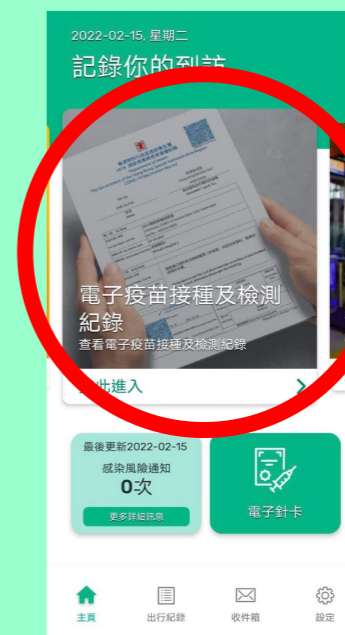 2022-02-15, 星期二
記錄你的到訪
電子疫苗接種及檢測
紀錄
查看電子疫苗接種及檢測紀錄
此進入
最後更新2022-02-15
感染風險通知
0次
更多詳細訊息
電子針卡
主頁
出行紀錄
收件箱
設定